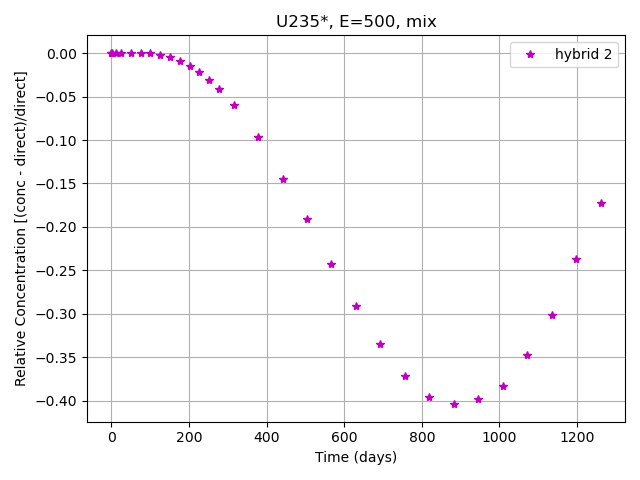 U235*, E=500, mix
hybrid 2
Relative Concentration [(conc - direct)/direct]
0.00
−0.05
−0.10
−0.15
−0.20
−0.25
−0.30
−0.35
−0.40
0 200 400 600 800 1000 1200
Time (days)